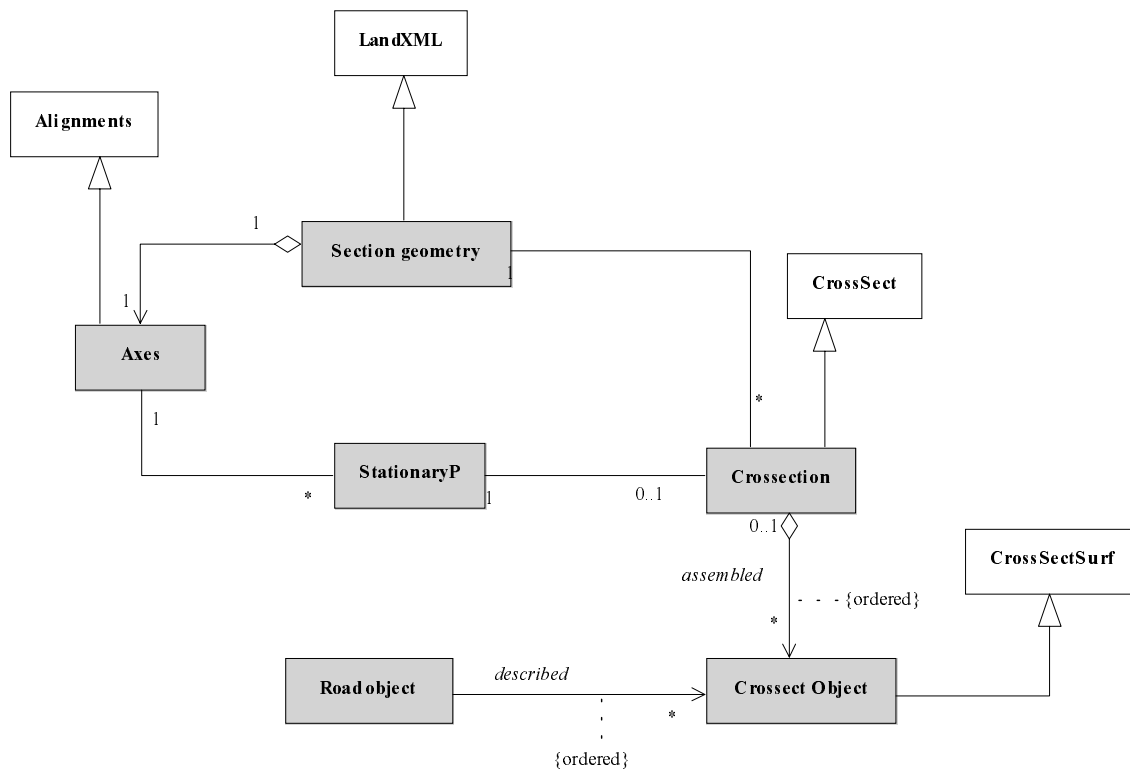 LandXML
Alignments
1
Section geometry
1
CrossSect
1
Axes
*
1
StationaryP
1
0..1
Crossection
0..1
CrossSectSurf
assembled
{ordered}
*
Road object
described
*
{ordered}
Crossect Object